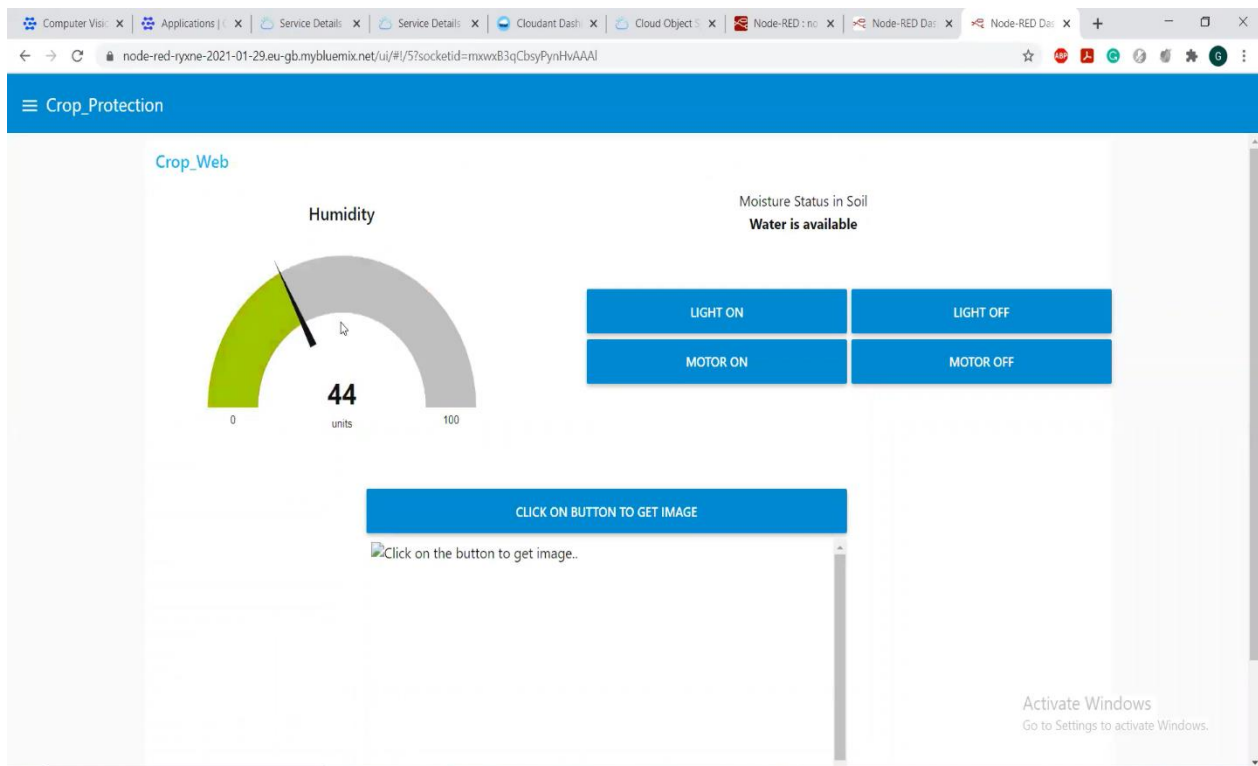 Computer Visio
Applications | C
Service Details
Service Details
Cloudant Dash
Cloud Object S
Node-RED : no
Node-RED Das
Node-RED Das
node-red-ryxne-2021-01-29.eu-gb.mybluemix.net/ui/#!/5?socketid=mxwxB3qCbsyPynHvAAAl
ABP
G
Crop_Protection
Crop_Web
Humidity
Moisture Status in Soil
Water is available
LIGHT ON
LIGHT OFF
MOTOR ON
MOTOR OFF
44
0
units
100
CLICK ON BUTTON TO GET IMAGE
Click on the button to get image..
Activate Windows
Go to Settings to activate Windows.